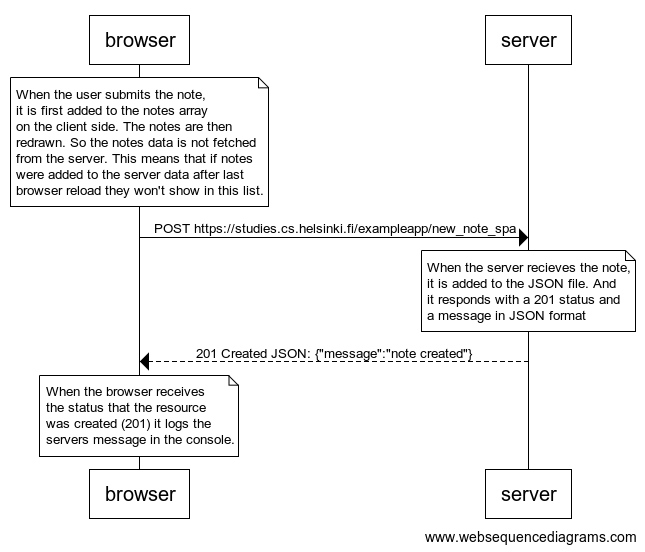 browser
server
When the user submits the note,
it is first added to the notes array
on the client side. The notes are then
redrawn. So the notes data is not fetched
from the server. This means that if notes
were added to the server data after last
browser reload they won't show in this list.
POST https://studies.cs.helsinki.fi/exampleapp/new_note_spa
When the server recieves the note,
it is added to the JSON file. And
it responds with a 201 status and
a message in JSON format
201 Created JSON: {"message":"note created"}
When the browser receives
the status that the resource
was created (201) it logs the
servers message in the console.
browser
server
www.websequencediagrams.com